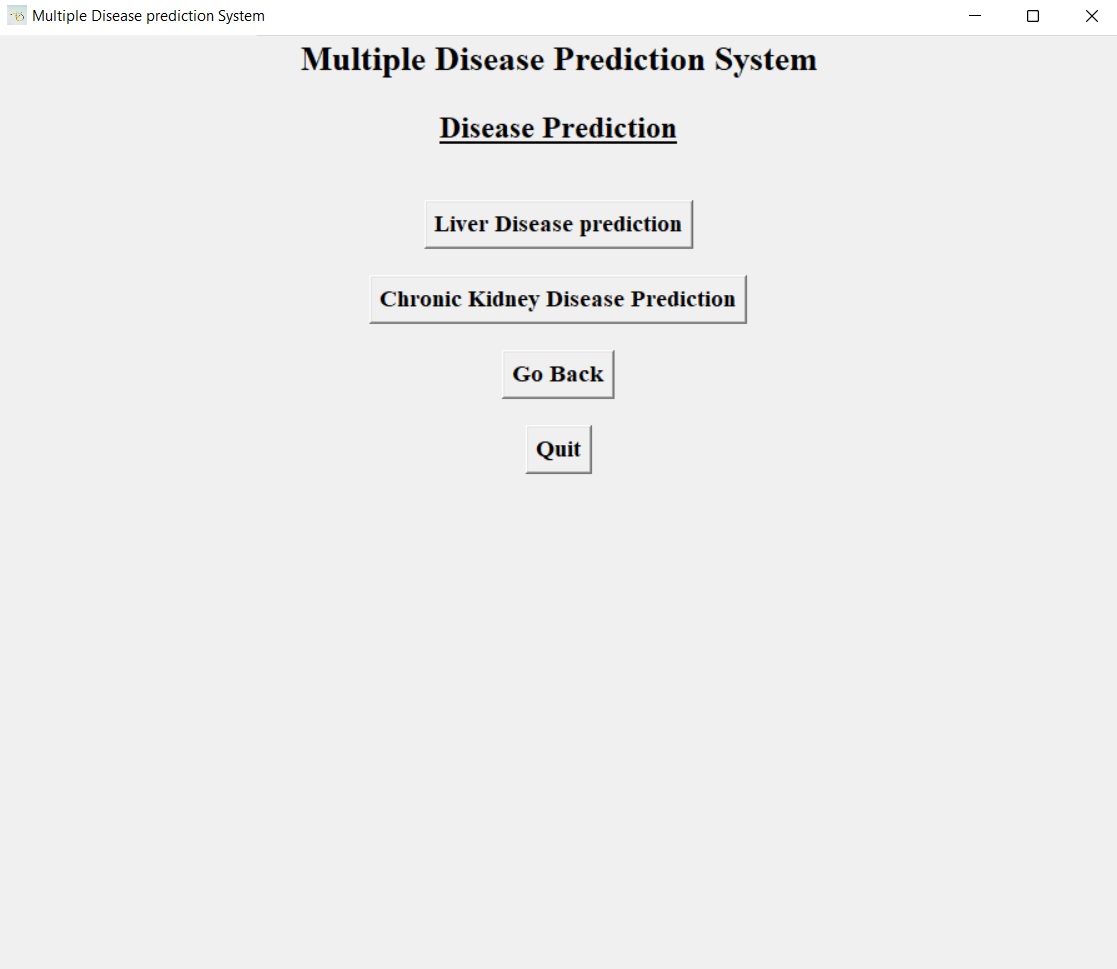 Multiple Disease prediction System
Multiple Disease Prediction System
Disease Prediction
Liver Disease prediction
Chronic Kidney Disease Prediction
Go Back
Quit